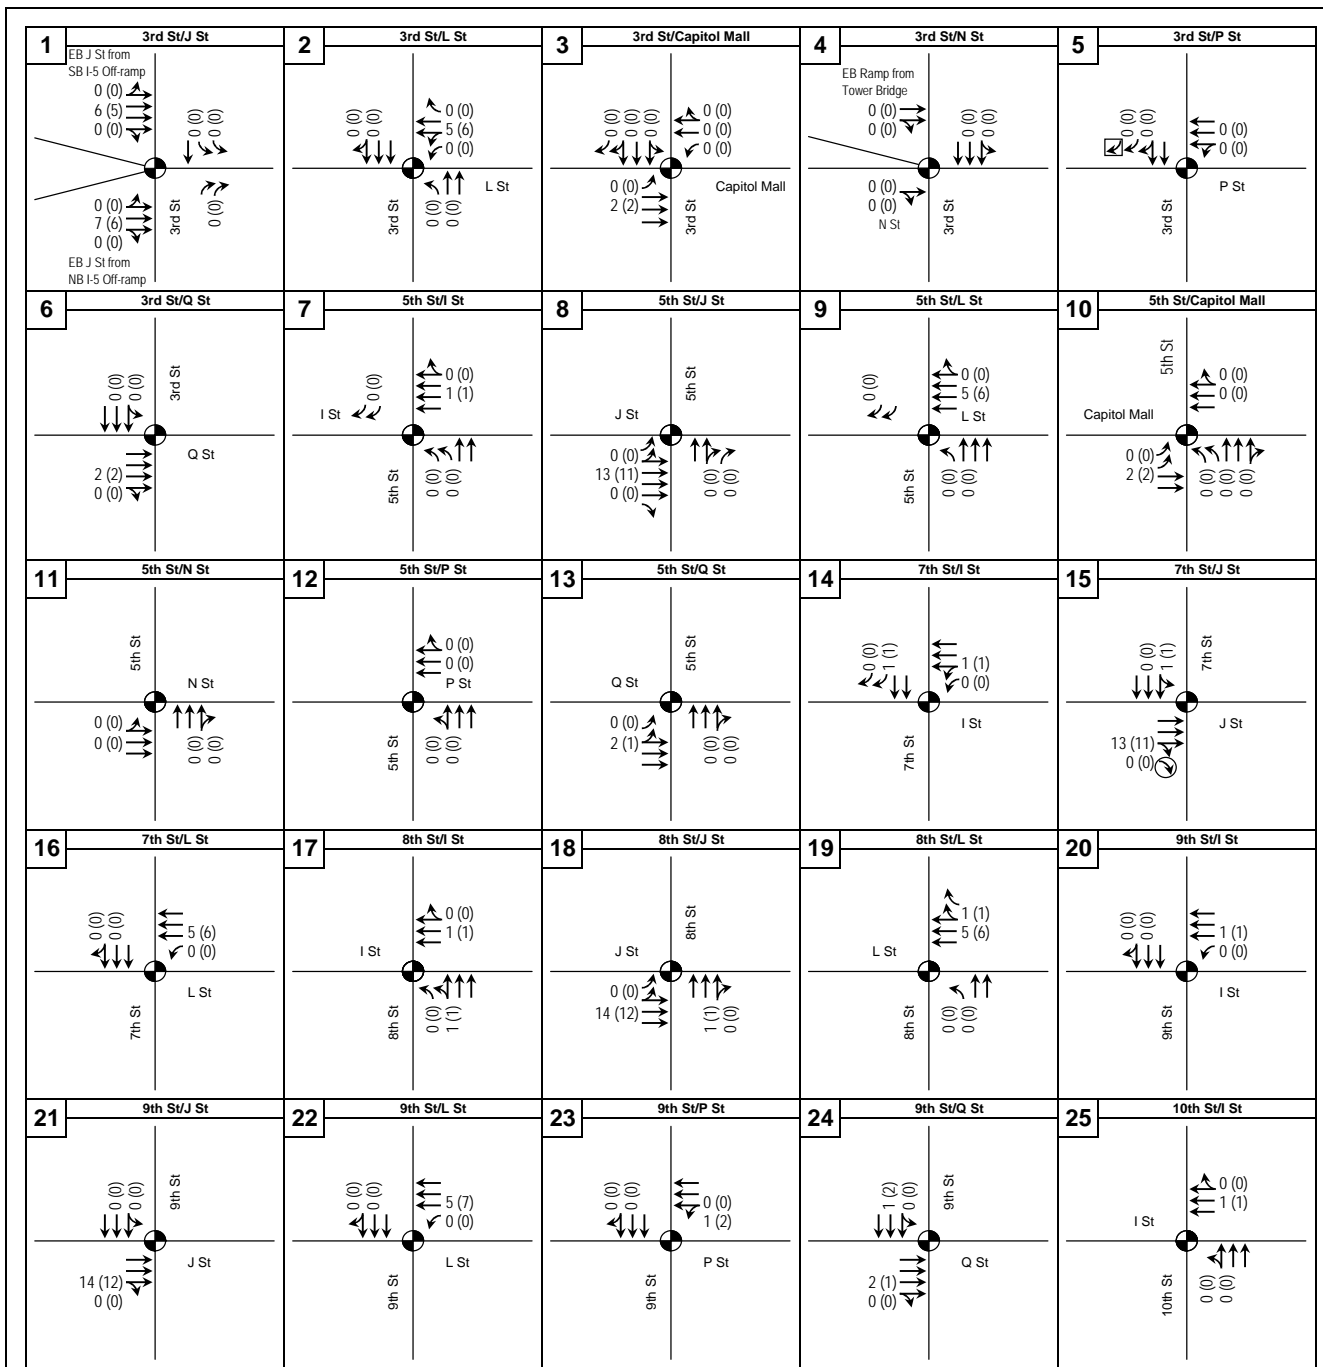 1
3rd St/J St
EB J St from
SB I-5 Off-ramp
0 (0)
6 (5)
0 (0)
0 (0)
0 (0)
0 (0)
7 (6)
0 (0)
0 (0)
3rd St
EB J St from
NB I-5 Off-ramp
2
3rd St/L St
0 (0)
0 (0)
0 (0)
5 (6)
0 (0)
L St
3rd St
0 (0)
0 (0)
3
3rd St/Capitol Mall
0 (0)
0 (0)
0 (0)
0 (0)
0 (0)
0 (0)
0 (0)
2 (2)
Capitol Mall
3rd St
4
3rd St/N St
EB Ramp from
Tower Bridge
0 (0)
0 (0)
0 (0)
0 (0)
0 (0)
0 (0)
N St
3rd St
5
3rd St/P St
0 (0)
0 (0)
0 (0)
0 (0)
P St
3rd St
6
3rd St/Q St
0 (0)
0 (0)
3rd St
Q St
2 (2)
0 (0)
7
5th St/I St
0 (0)
0 (0)
1 (1)
I St
5th St
0 (0)
0 (0)
8
5th St/J St
5th St
J St
0 (0)
13 (11)
0 (0)
0 (0)
0 (0)
9
5th St/L St
0 (0)
0 (0)
5 (6)
L St
5th St
0 (0)
0 (0)
10
5th St/Capitol Mall
5th St
0 (0)
0 (0)
Capitol Mall
0 (0)
2 (2)
0 (0)
0 (0)
0 (0)
11
5th St/N St
5th St
N St
0 (0)
0 (0)
0 (0)
0 (0)
12
5th St/P St
0 (0)
0 (0)
P St
5th St
0 (0)
0 (0)
13
5th St/Q St
5th St
Q St
0 (0)
2 (1)
0 (0)
0 (0)
14
7th St/I St
0 (0)
1 (1)
1 (1)
0 (0)
I St
7th St
15
7th St/J St
0 (0)
1 (1)
7th St
J St
13 (11)
0 (0)
16
7th St/L St
0 (0)
0 (0)
5 (6)
0 (0)
L St
7th St
17
8th St/I St
0 (0)
1 (1)
I St
8th St
0 (0)
1 (1)
18
8th St/J St
8th St
J St
0 (0)
14 (12)
1 (1)
0 (0)
19
8th St/L St
1 (1)
5 (6)
L St
8th St
0 (0)
0 (0)
20
9th St/I St
0 (0)
0 (0)
1 (1)
0 (0)
I St
9th St
21
9th St/J St
0 (0)
0 (0)
9th St
J St
14 (12)
0 (0)
22
9th St/L St
0 (0)
0 (0)
5 (7)
0 (0)
L St
9th St
23
9th St/P St
0 (0)
0 (0)
0 (0)
1 (2)
P St
9th St
24
9th St/Q St
1 (2)
0 (0)
9th St
Q St
2 (1)
0 (0)
25
10th St/I St
0 (0)
1 (1)
I St
10th St
0 (0)
0 (0)